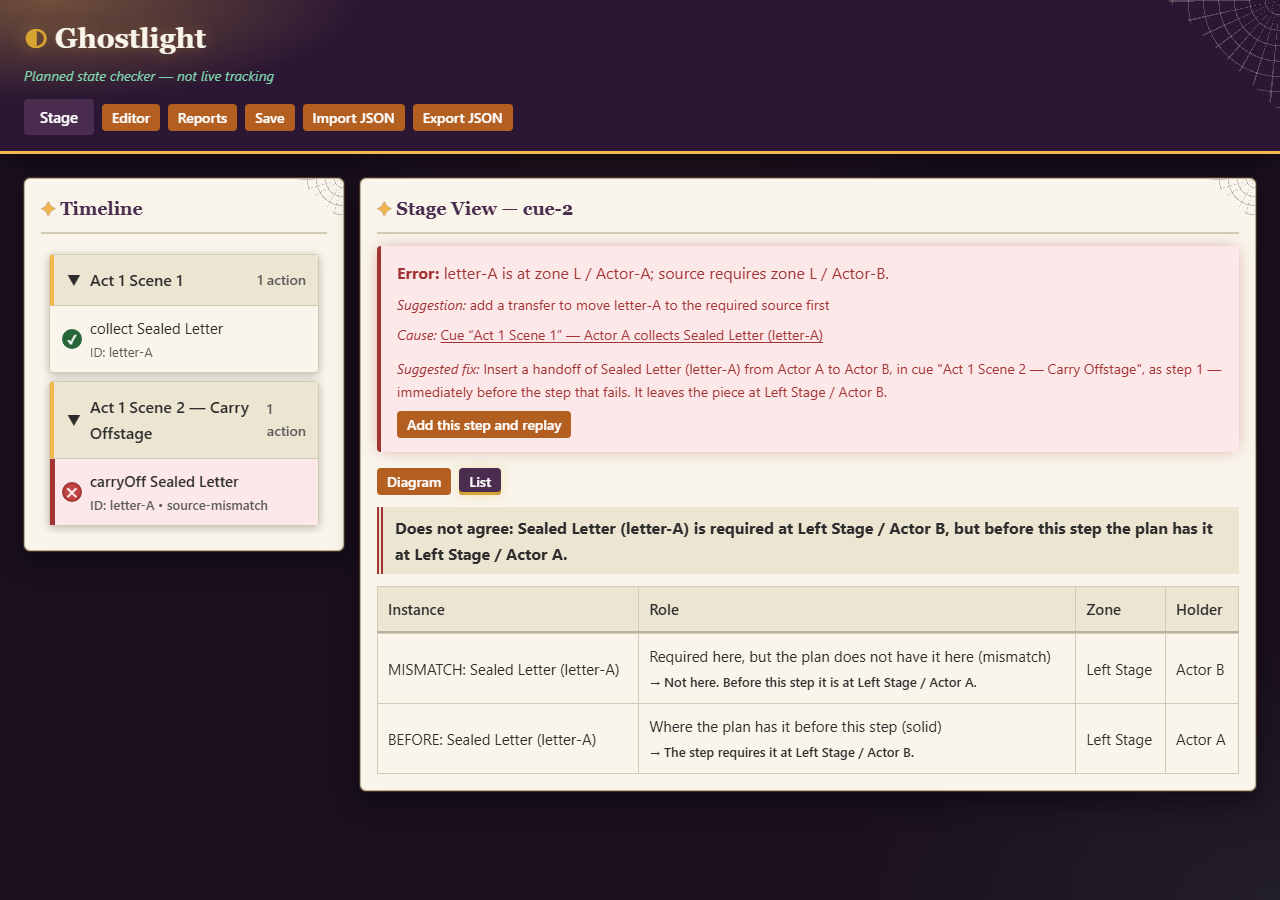 Ghostlight
Planned state checker — not live tracking
Stage
Editor
Reports
Save
Import JSON
Export JSON
Timeline
▼ Act 1 Scene 1
1 action
collect Sealed Letter
ID: letter-A
▼ Act 1 Scene 2 — Carry
Offstage
1
action
carryOff Sealed Letter
ID: letter-A • source-mismatch
Stage View — cue-2
Error: letter-A is at zone L / Actor-A; source requires zone L / Actor-B.
Suggestion: add a transfer to move letter-A to the required source first
Cause: Cue “Act 1 Scene 1” — Actor A collects Sealed Letter (letter-A)
Suggested fix: Insert a handoff of Sealed Letter (letter-A) from Actor A to Actor B, in cue "Act 1 Scene 2 — Carry Offstage", as step 1 —
immediately before the step that fails. It leaves the piece at Left Stage / Actor B.
Add this step and replay
Diagram
List
Does not agree: Sealed Letter (letter-A) is required at Left Stage / Actor B, but before this step the plan has it
at Left Stage / Actor A.
Instance
Role
Zone
Holder
MISMATCH: Sealed Letter (letter-A)
Required here, but the plan does not have it here (mismatch)
→ Not here. Before this step it is at Left Stage / Actor A.
Left Stage
Actor B
BEFORE: Sealed Letter (letter-A)
Where the plan has it before this step (solid)
→ The step requires it at Left Stage / Actor B.
Left Stage
Actor A